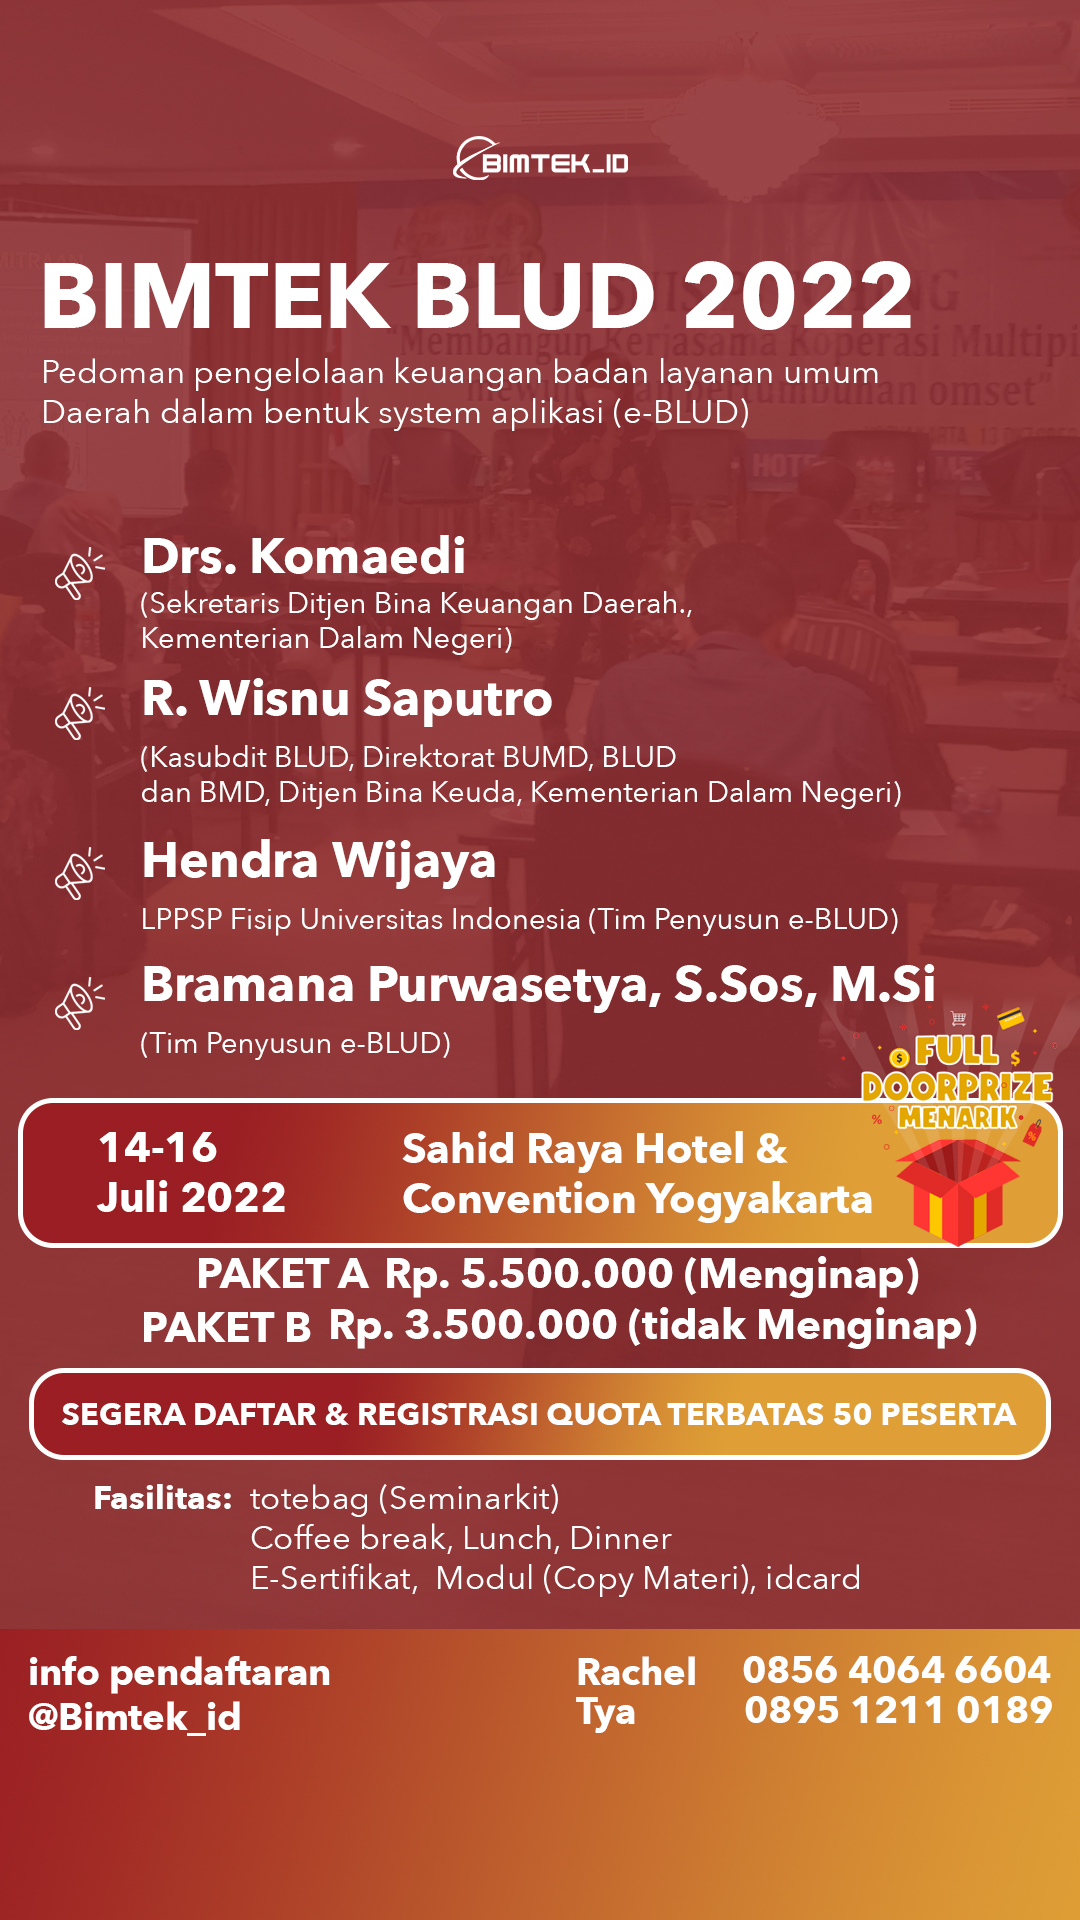 BIMTEK_ID
BIMTEK BLUD 2022
Pedoman pengelolaan keuangan badan layanan umum
Daerah dalam bentuk system aplikasi (e-BLUD)
Drs. Komaedi
(Sekretaris Ditjen Bina Keuangan Daerah.,
Kementerian Dalam Negeri)
R. Wisnu Saputro
(Kasubdit BLUD, Direktorat BUMD, BLUD
dan BMD, Ditjen Bina Keuda, Kementerian Dalam Negeri)
Hendra Wijaya
LPPSP Fisip Universitas Indonesia (Tim Penyusun e-BLUD)
Bramana Purwasetya, S.Sos, M.Si
(Tim Penyusun e-BLUD)
FULL
DOORPRIZE
MENARIK
14-16
Juli 2022
Sahid Raya Hotel &
Convention Yogyakarta
PAKET A Rp. 5.500.000 (Menginap)
PAKET B Rp. 3.500.000 (tidak Menginap)
SEGERA DAFTAR & REGISTRASI QUOTA TERBATAS 50 PESERTA
Fasilitas: totebag (Seminarkit)
Coffee break, Lunch, Dinner
E-Sertifikat, Modul (Copy Materi), idcard
info pendaftaran
@Bimtek_id
Rachel 0856 4064 6604
Tya 0895 1211 0189